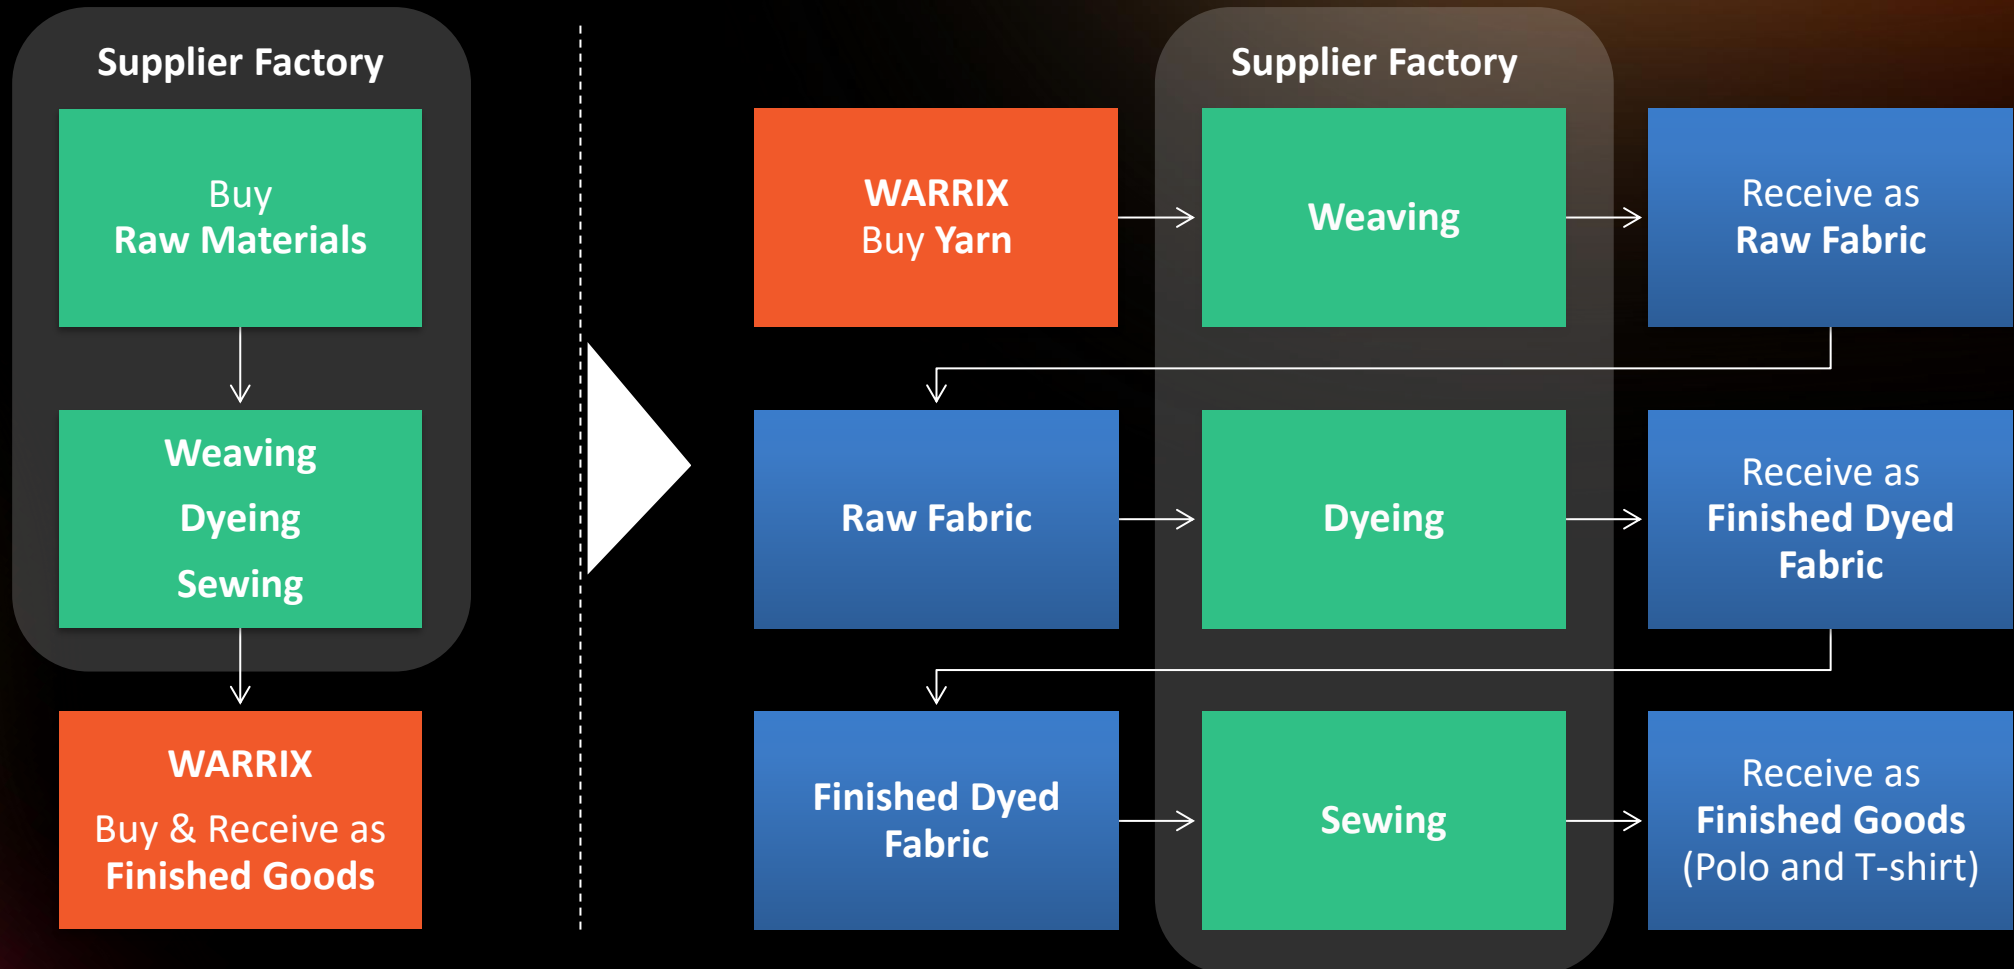 Supplier Factory
Buy
Raw Materials
Weaving
Dyeing
Sewing
WARRIX
Buy & Receive as
Finished Goods
Supplier Factory
WARRIX
Buy Yarn
Weaving
Receive as
Raw Fabric
Raw Fabric
Dyeing
Receive as
Finished Dyed
Fabric
Finished Dyed
Fabric
Sewing
Receive as
Finished Goods
(Polo and T-shirt)